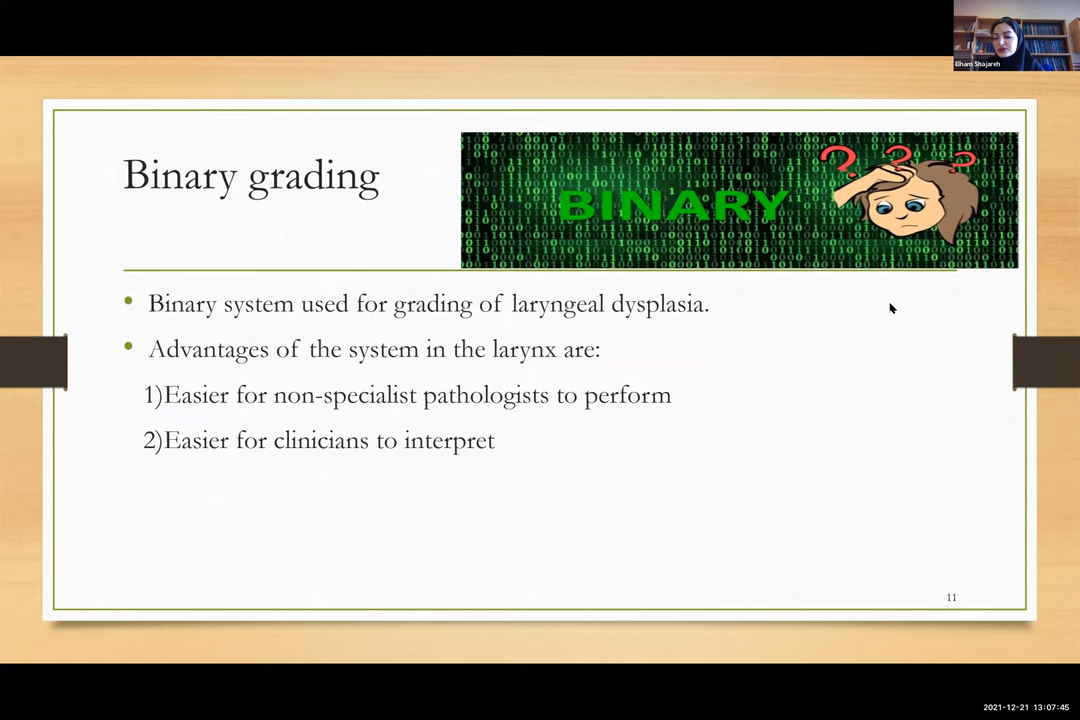 Elham Shajareh
Binary grading
BINARY
? ? ?
• Binary system used for grading of laryngeal dysplasia.
• Advantages of the system in the larynx are:
1)Easier for non-specialist pathologists to perform
2)Easier for clinicians to interpret
11
2021-12-21 13:07:45